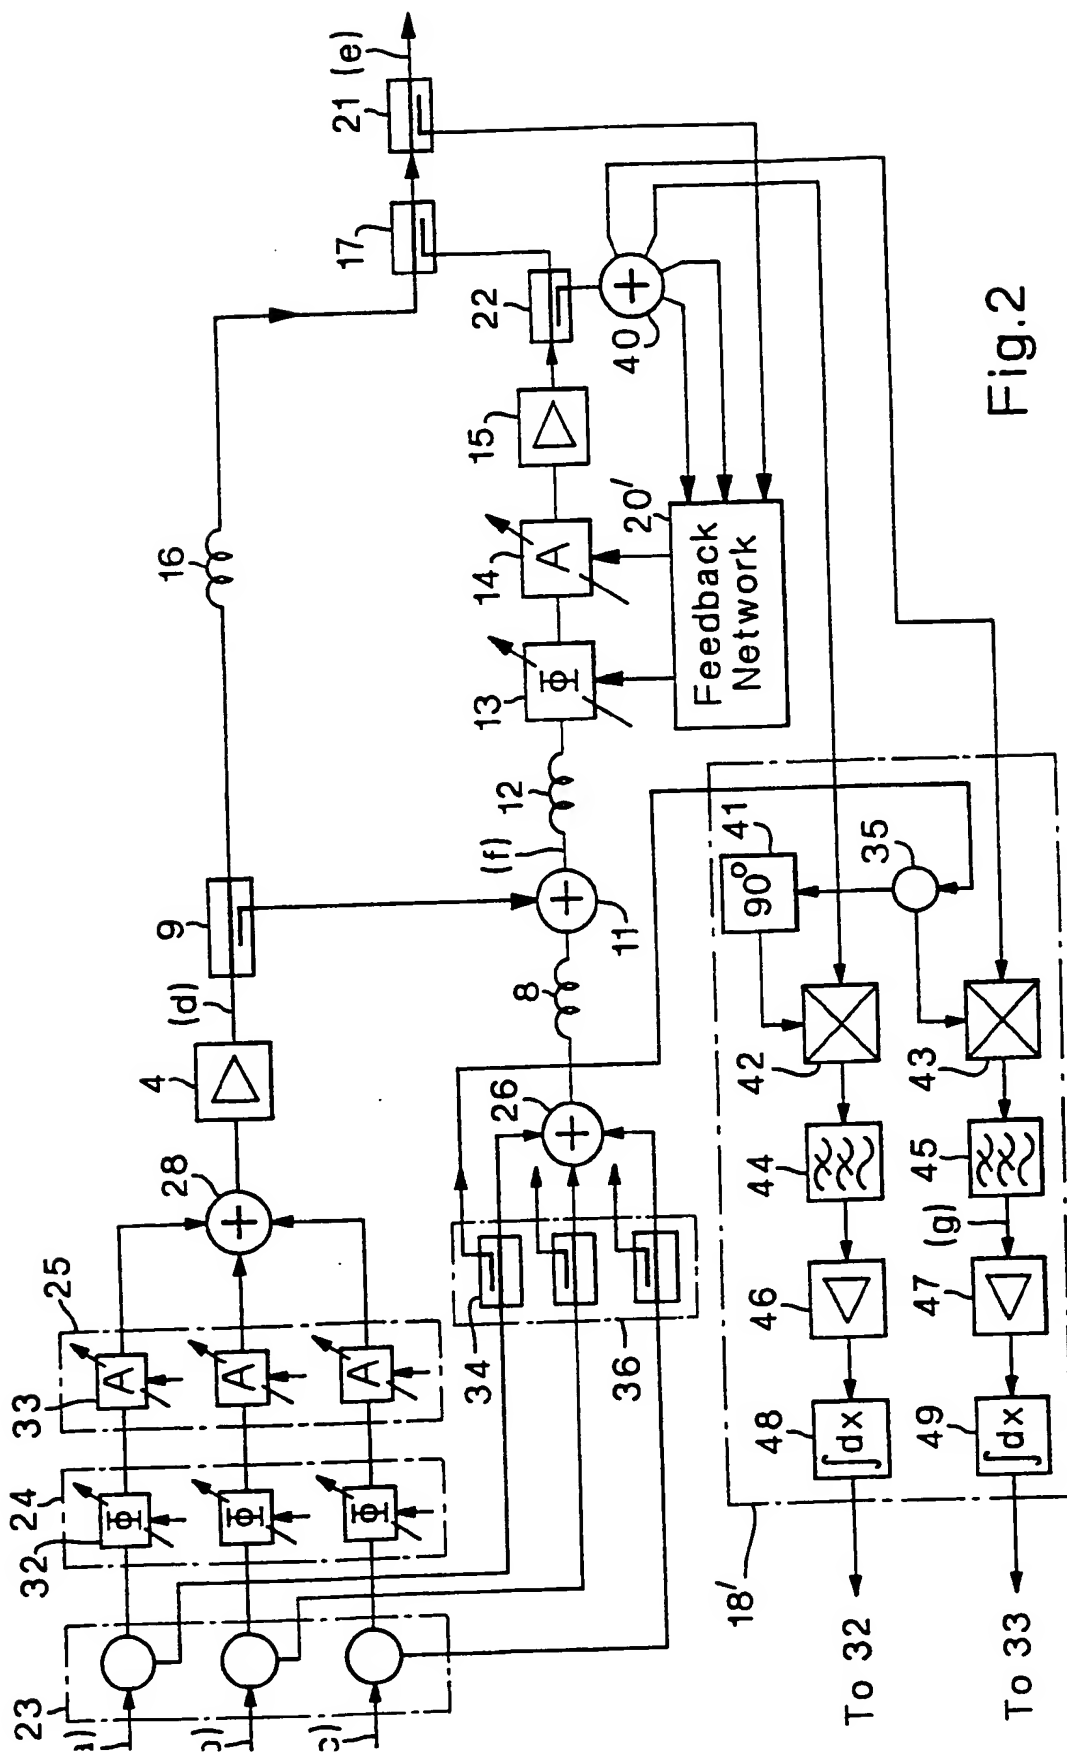 21 (e)
17
22
40
15
20'
16
14
13
Feedback
Network
12
(f)
9
11
(d)
8
4
26
28
25
33
34
36
24
32
23
a)
41
90°
35
42
43
44
45
(g)
46
47
48
∫dx
49
∫dx
18'
To 32
To 33
A
A
A
Φ
Φ
Φ
A
Φ
+
+
+
+
Fig.2